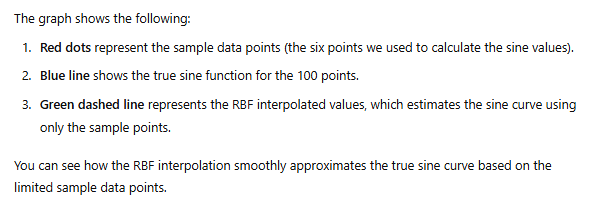 The graph shows the following:
1. Red dots represent the sample data points (the six points we used to calculate the sine values).
2. Blue line shows the true sine function for the 100 points.
3. Green dashed line represents the RBF interpolated values, which estimates the sine curve using
only the sample points.
You can see how the RBF interpolation smoothly approximates the true sine curve based on the
limited sample data points.